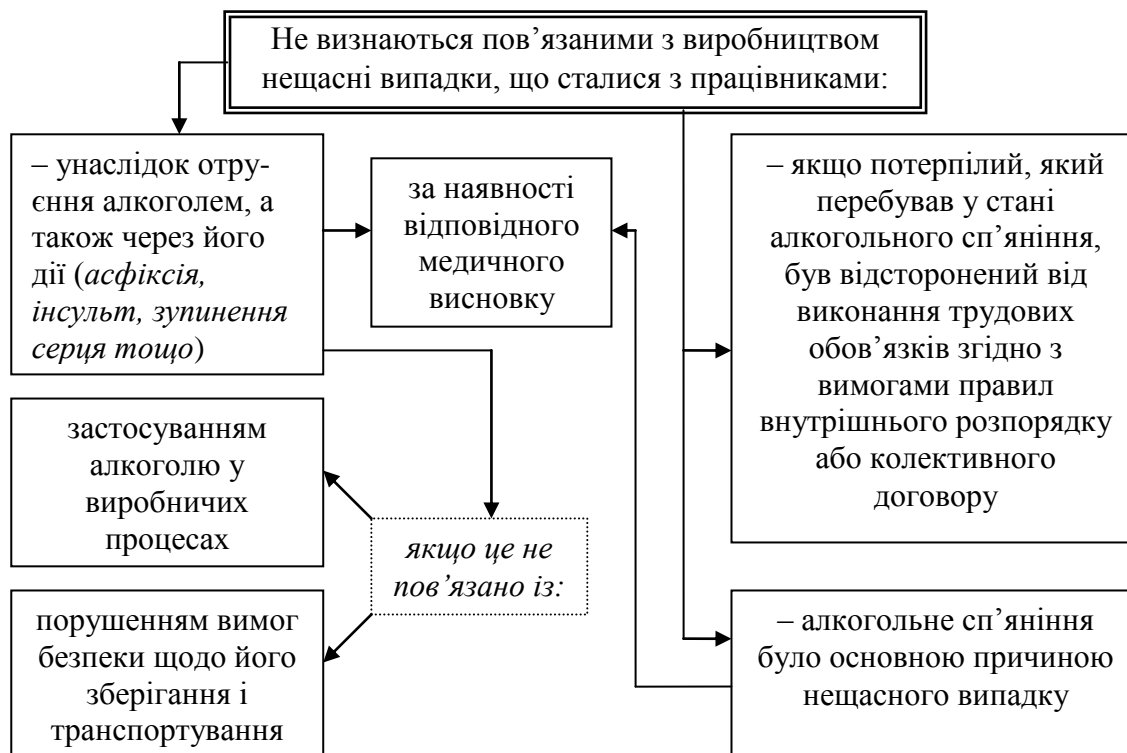 Не визнаються пов’язаними з виробництвом
нещасні випадки, що сталися з працівниками:
– унаслідок отру-
єння алкоголем, а
також через його
дії (асфіксія,
інсульт, зупинення
серця тощо)
за наявності
відповідного
медичного
висновку
– якщо потерпілий, який
перебував у стані
алкогольного сп’яніння,
був відсторонений від
виконання трудових
обов’язків згідно з
вимогами правил
внутрішнього розпорядку
або колективного
договору
застосуванням
алкоголю у
виробничих
процесах
якщо це не
пов’язано із:
порушенням вимог
безпеки щодо його
зберігання і
транспортування
– алкогольне сп’яніння
було основною причиною
нещасного випадку